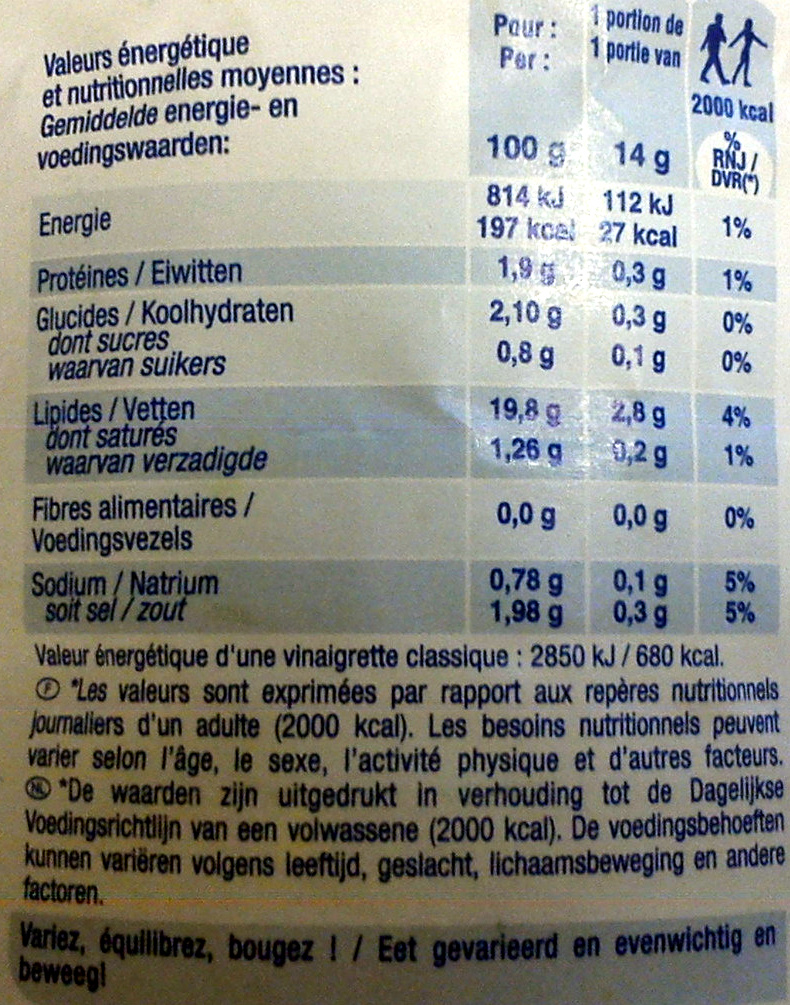 Valeurs énergétique
et nutritionnelles moyennes :
Gemiddelde energie- en
voedingswaarden:
Pour : 1 portion de
Per : 1 portie van
2000 kcal
100 g 14 g % RNJ / DVR(*)
Energie 814 kJ 112 kJ
197 kcal 27 kcal 1%
Protéines / Eiwitten 1,9 g 0,3 g 1%
Glucides / Koolhydraten 2,10 g 0,3 g 0%
dont sucres
waarvan suikers 0,8 g 0,1 g 0%
Lipides / Vetten 19,8 g 2,8 g 4%
dont saturés
waarvan verzadigde 1,26 g 0,2 g 1%
Fibres alimentaires /
Voedingsvezels 0,0 g 0,0 g 0%
Sodium / Natrium 0,78 g 0,1 g 5%
soit sel / zout 1,98 g 0,3 g 5%
Valeur énergétique d'une vinaigrette classique : 2850 kJ / 680 kcal.
Ⓕ *Les valeurs sont exprimées par rapport aux repères nutritionnels
journaliers d'un adulte (2000 kcal). Les besoins nutritionnels peuvent
varier selon l'âge, le sexe, l'activité physique et d'autres facteurs.
NL *De waarden zijn uitgedrukt in verhouding tot de Dagelijkse
Voedingsrichtlijn van een volwassene (2000 kcal). De voedingsbehoeften
kunnen variëren volgens leeftijd, geslacht, lichaamsbeweging en andere
factoren.
Variez, équilibrez, bougez ! / Eet gevarieerd en evenwichtig en
beweeg!